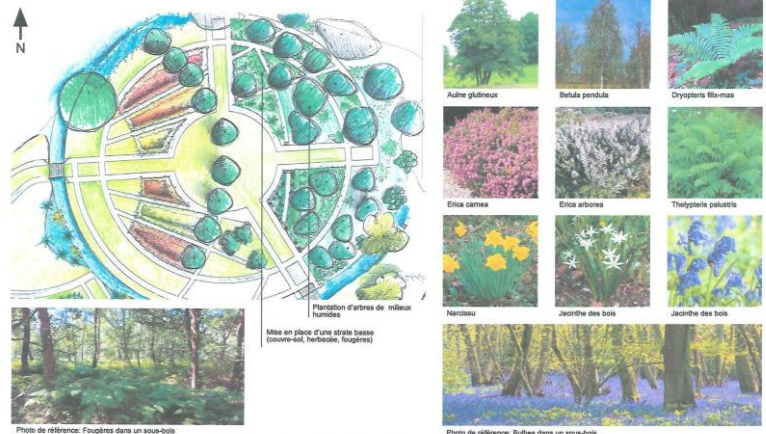 N
Aulne glutineux
Betula pendula
Dryopteris filix-mas
Erica carnea
Erica arborea
Thelypteris palustris
Narcissu
Jacinthe des bois
Jacinthe des bois
Plantation d'arbres de milieux
humides
Mise en place d'une strate basse
(couvre-sol, herbacée, fougères)
Photo de référence: Fougères dans un sous-bois
Photo de référence: Bulbes dans un sous-bois